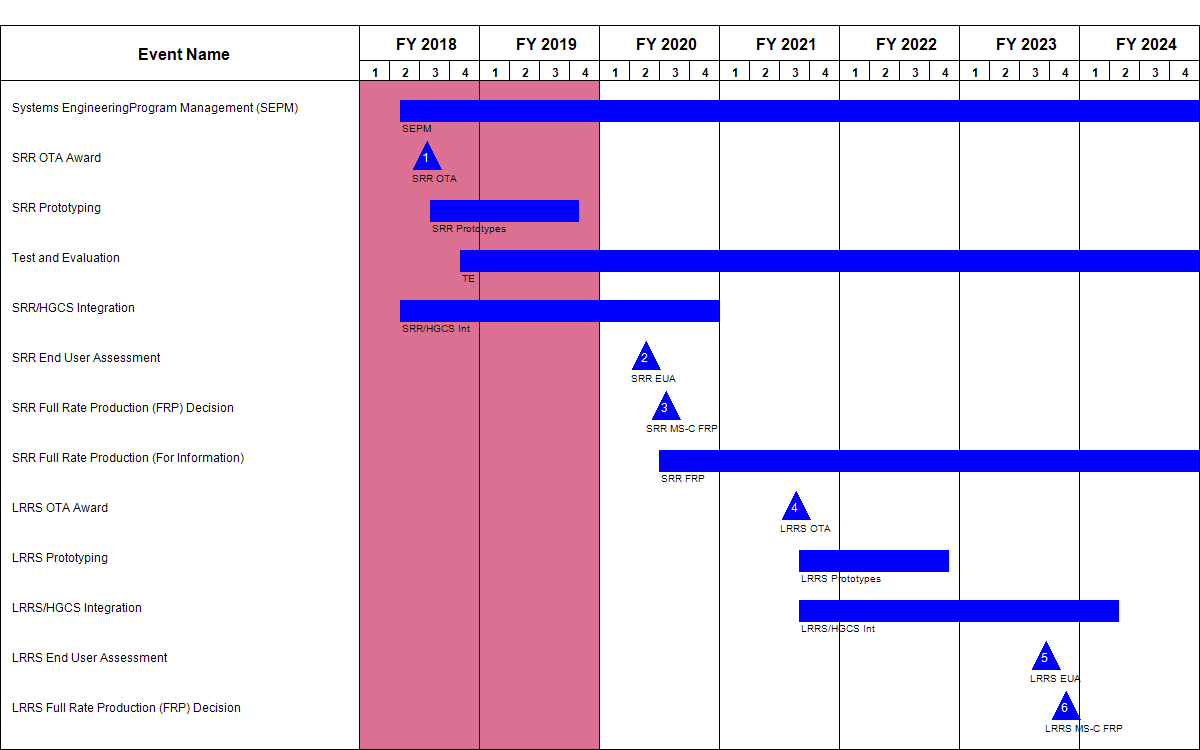 Event Name
FY 2018 FY 2019 FY 2020 FY 2021 FY 2022 FY 2023 FY 2024
1 2 3 4 1 2 3 4 1 2 3 4 1 2 3 4 1 2 3 4 1 2 3 4 1 2 3 4
Systems EngineeringProgram Management (SEPM)
SEPM
SRR OTA Award
1
SRR OTA
SRR Prototyping
SRR Prototypes
Test and Evaluation
TE
SRR/HGCS Integration
SRR/HGCS Int
SRR End User Assessment
2
SRR EUA
SRR Full Rate Production (FRP) Decision
3
SRR MS-C FRP
SRR Full Rate Production (For Information)
SRR FRP
LRRS OTA Award
4
LRRS OTA
LRRS Prototyping
LRRS Prototypes
LRRS/HGCS Integration
LRRS/HGCS Int
LRRS End User Assessment
5
LRRS EUA
LRRS Full Rate Production (FRP) Decision
6
LRRS MS-C FRP